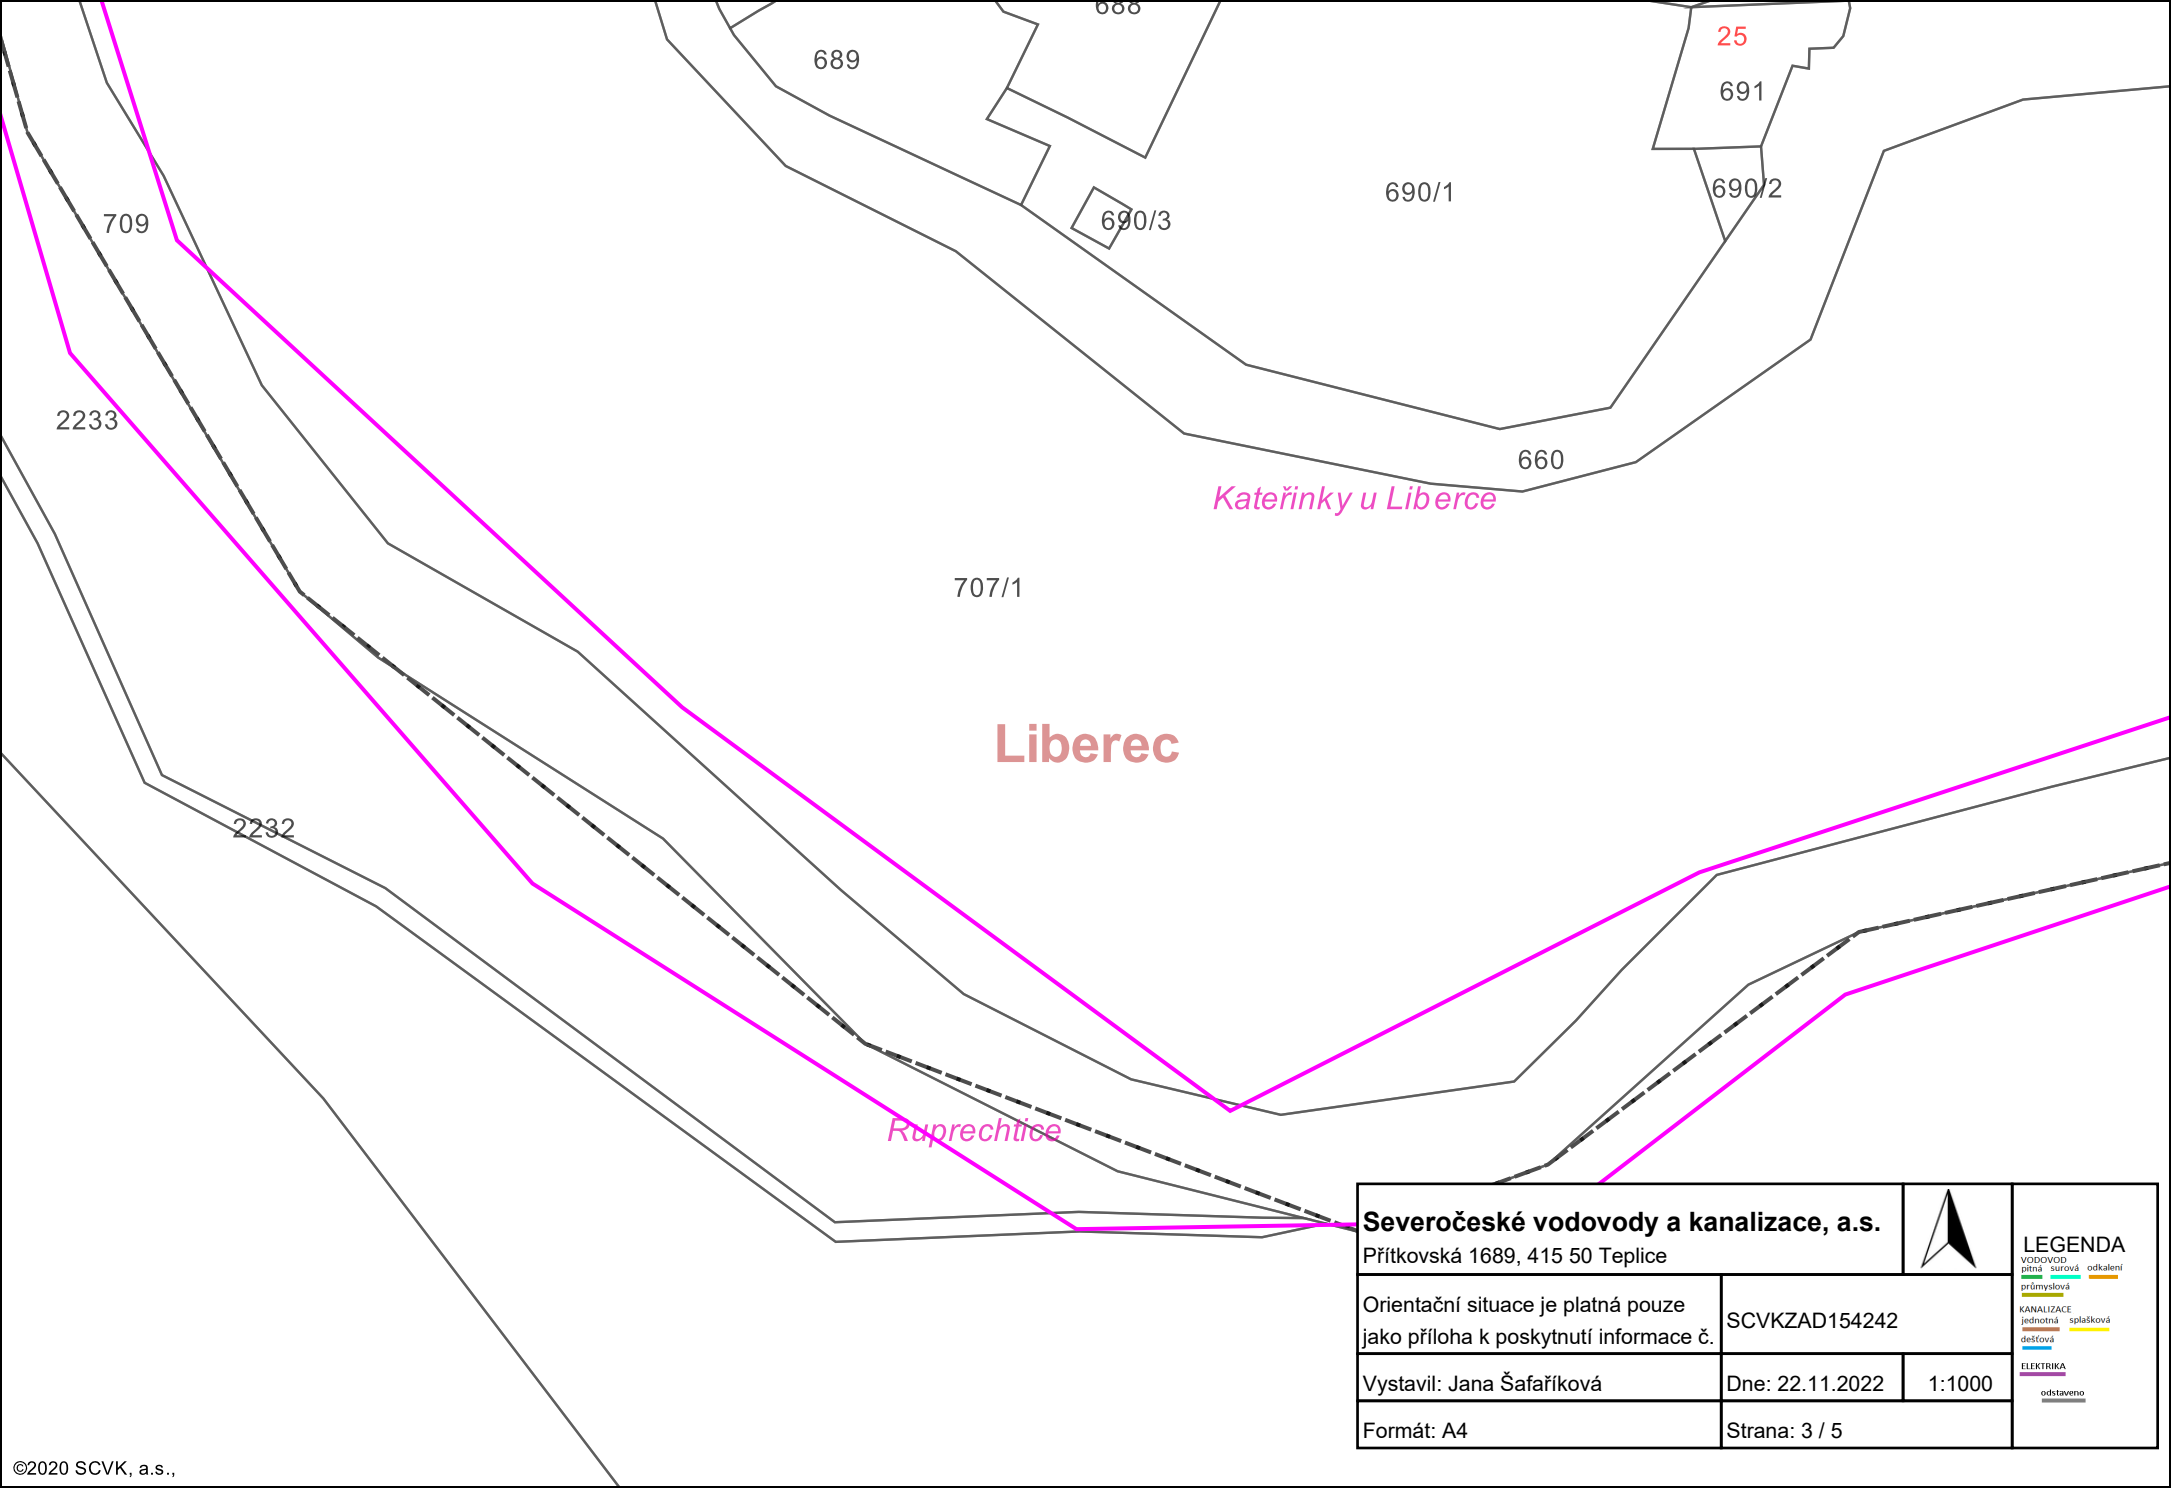 688
25
689
691
690/1
690/2
690/3
709
2233
660
Kateřinky u Liberce
707/1
Liberec
2232
Ruprechtice
Severočeské vodovody a kanalizace, a.s.
Přítkovská 1689, 415 50 Teplice
Orientační situace je platná pouze
jako příloha k poskytnutí informace č.
SCVKZAD154242
Vystavil: Jana Šafaříková
Dne: 22.11.2022
1:1000
Formát: A4
Strana: 3 / 5
LEGENDA
VODOVOD
pitná surová odkalení
průmyslová
KANALIZACE
jednotná splašková
dešťová
ELEKTRIKA
odstaveno
©2020 SCVK, a.s.,